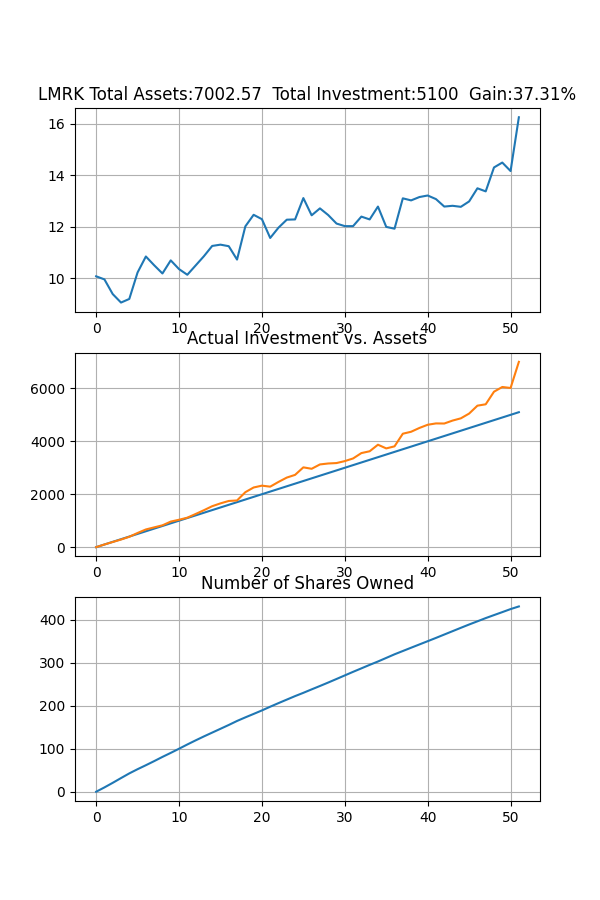 LMRK Total Assets:7002.57  Total Investment:5100  Gain:37.31%
16
14
12
10
0 10 20 30 40 50
Actual Investment vs. Assets
6000
4000
2000
0
0 10 20 30 40 50
Number of Shares Owned
400
300
200
100
0
0 10 20 30 40 50